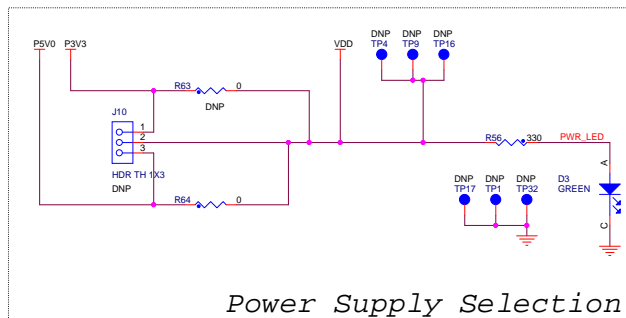 P5V0 P3V3 VDD DNP DNP DNP
TP4 TP9 TP16
R63 0
DNP
J10
1
2
3
HDR TH 1X3
DNP
R56 330 PWR_LED
A
D3
GREEN
C
DNP DNP DNP
TP17 TP1 TP32
R64 0
Power Supply Selection